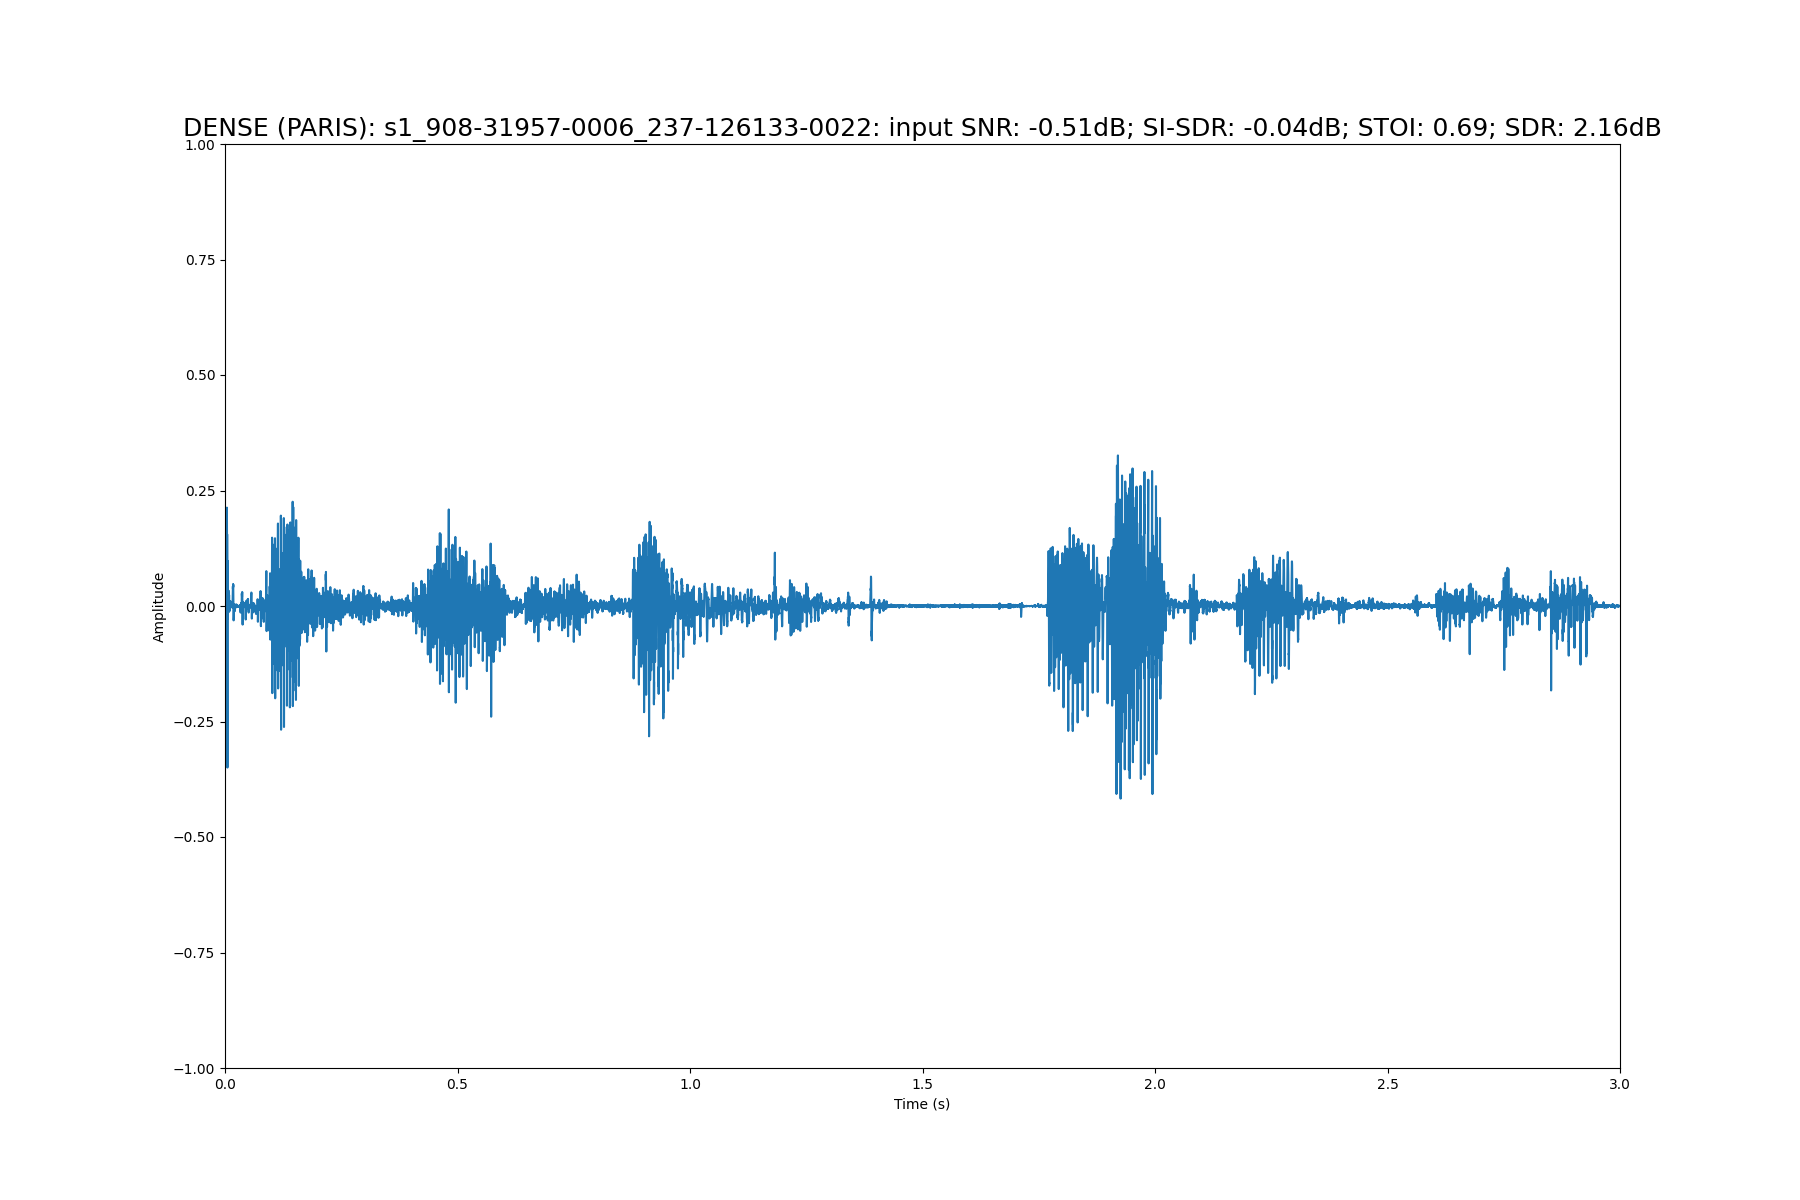 DENSE (PARIS): s1_908-31957-0006_237-126133-0022: input SNR: -0.51dB; SI-SDR: -0.04dB; STOI: 0.69; SDR: 2.16dB
1.00
0.75
0.50
0.25
0.00
−0.25
−0.50
−0.75
−1.00
Amplitude
0.0 0.5 1.0 1.5 2.0 2.5 3.0
Time (s)